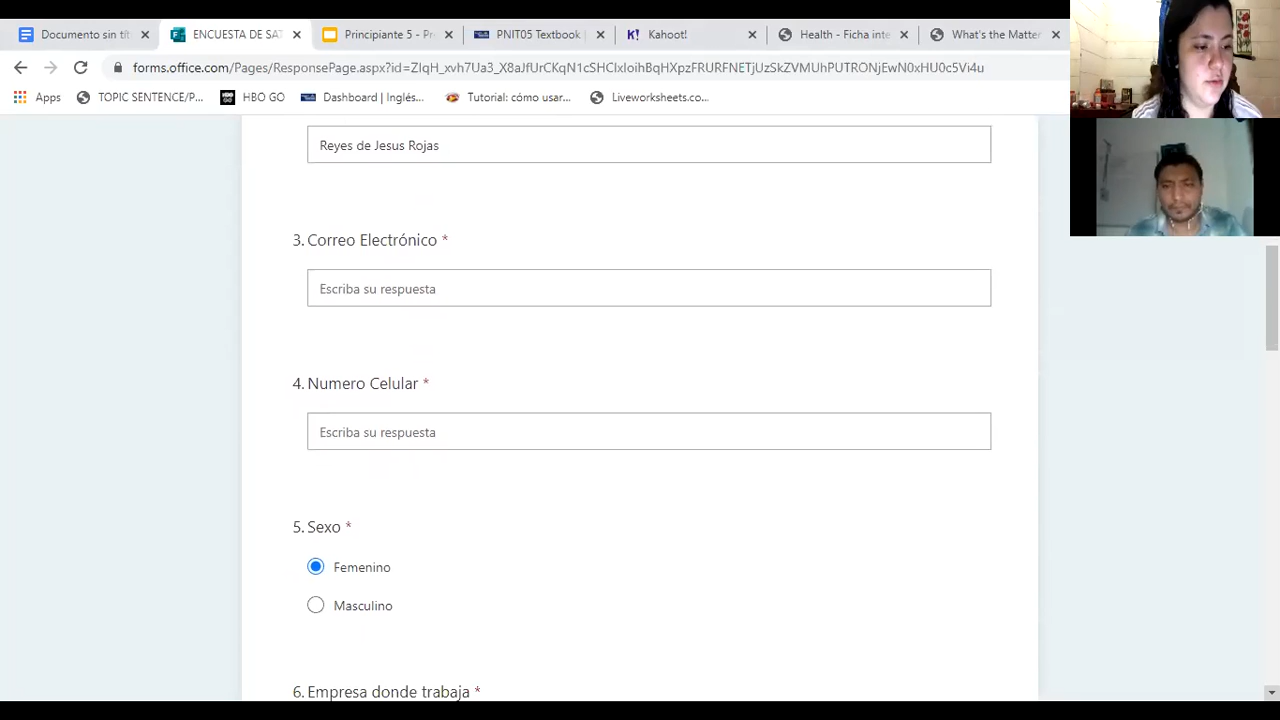 Documento sin tít
ENCUESTA DE SAT
Principiante 5 - Pr
PNIT05 Textbook
K! Kahoot!
Health - Ficha inte
What's the Matter
forms.office.com/Pages/ResponsePage.aspx?id=ZIqH_xvh7Ua3_X8aJfUrCKqN1cSHCIxIoihBqHXpzFRURFNETjUzSkZVMUhPUTRONjEwN0xHU0c5Vi4u
Apps
TOPIC SENTENCE/P...
HBO GO
Dashboard | Inglés...
Tutorial: cómo usar...
Liveworksheets.co...
Reyes de Jesus Rojas
3. Correo Electrónico *
Escriba su respuesta
4. Numero Celular *
Escriba su respuesta
5. Sexo *
Femenino
Masculino
6. Empresa donde trabaja *